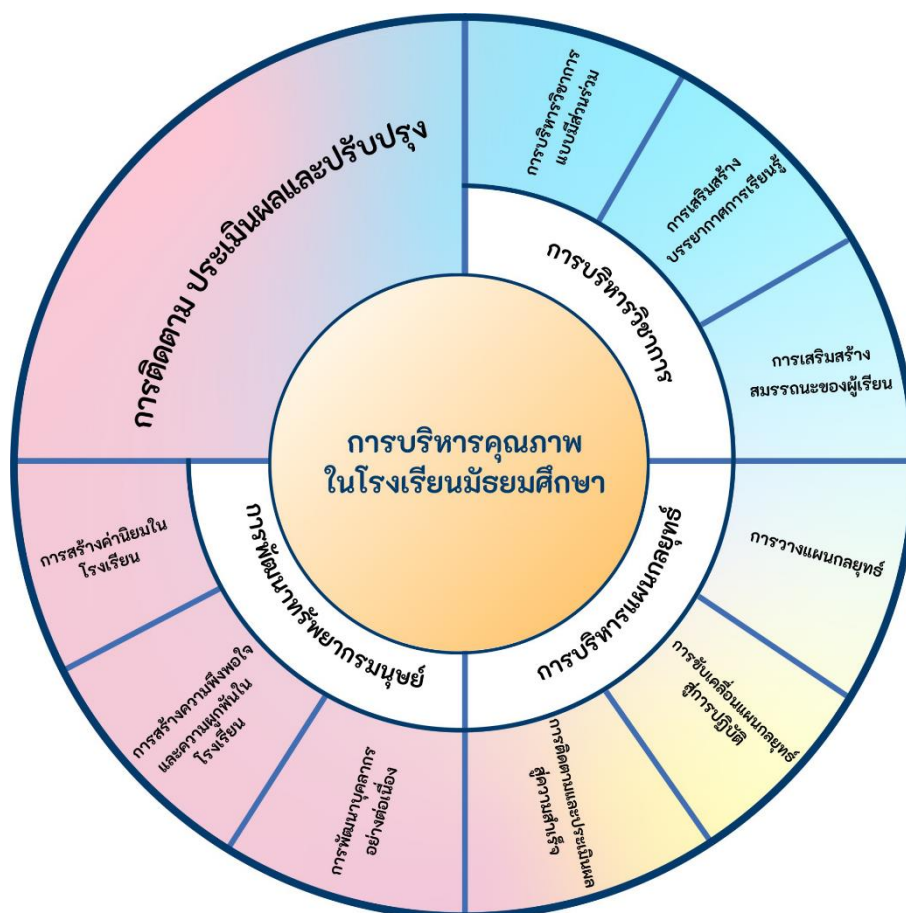 การบริหารคุณภาพ
ในโรงเรียนมัธยมศึกษา
การบริหารวิชาการ
การบริหารวิชาการ
แบบมีส่วนร่วม
การเสริมสร้าง
บรรยากาศการเรียนรู้
การเสริมสร้าง
สมรรถนะของผู้เรียน
การบริหารแผนกลยุทธ์
การวางแผนกลยุทธ์
การขับเคลื่อนแผนกลยุทธ์
สู่การปฏิบัติ
การติดตามและประเมินผล
สู่ความสำเร็จ
การพัฒนาทรัพยากรมนุษย์
การพัฒนาบุคลากร
อย่างต่อเนื่อง
การสร้างความพึงพอใจ
และความผูกพันใน
โรงเรียน
การสร้างค่านิยมใน
โรงเรียน
การติดตาม ประเมินผลและปรับปรุง